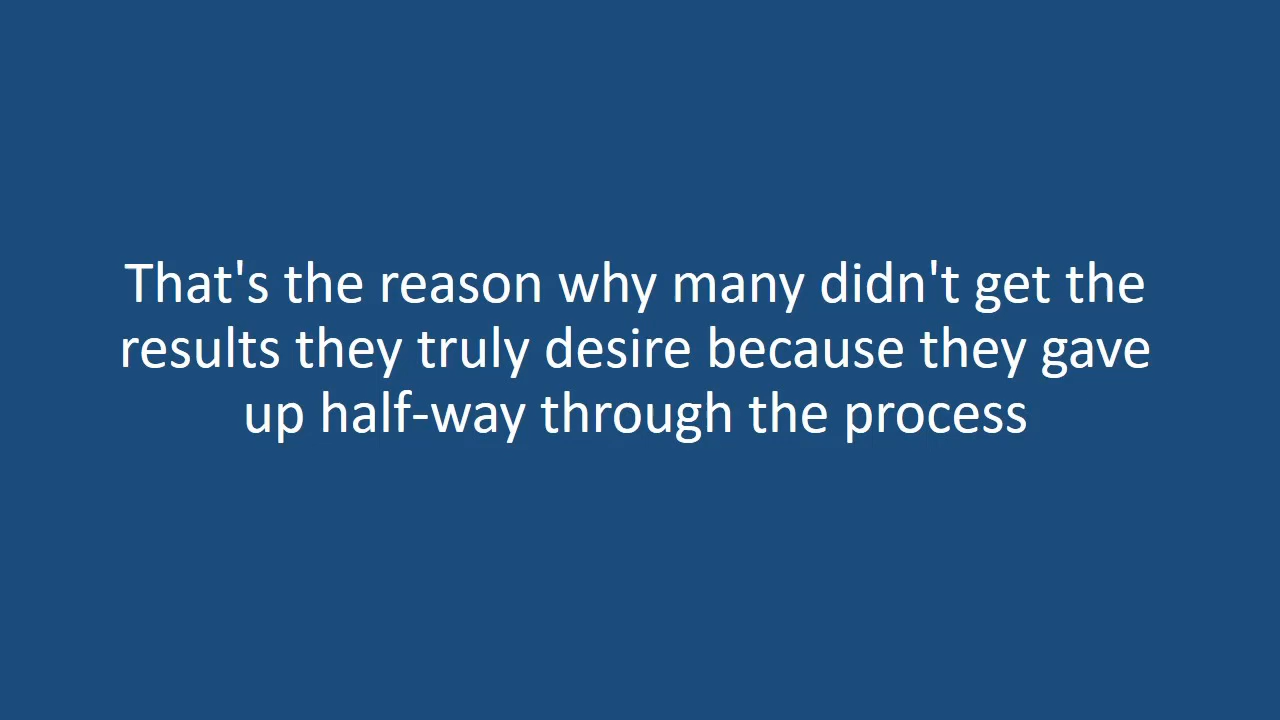 That's the reason why many didn't get the
results they truly desire because they gave
up half-way through the process